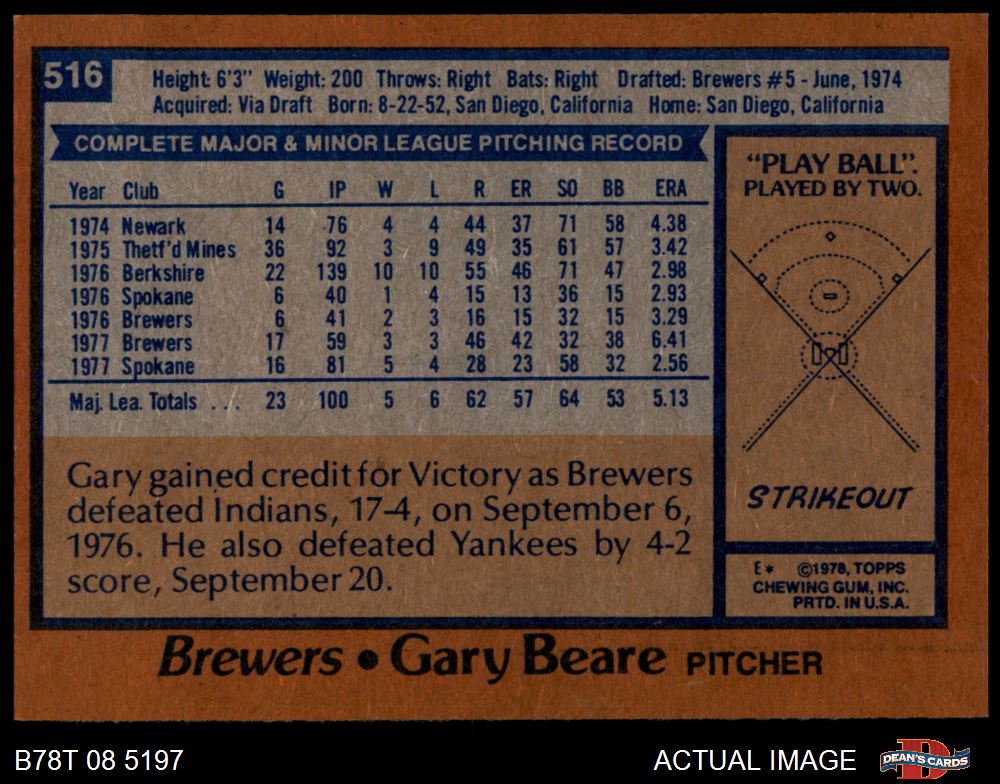 516
Height: 6'3" Weight: 200 Throws: Right Bats: Right Drafted: Brewers #5 - June, 1974
Acquired: Via Draft Born: 8-22-52, San Diego, California Home: San Diego, California
COMPLETE MAJOR & MINOR LEAGUE PITCHING RECORD
Year Club G IP W L R ER SO BB ERA
1974 Newark 14 76 4 4 44 37 71 58 4.38
1975 Thetf'd Mines 36 92 3 9 49 35 61 57 3.42
1976 Berkshire 22 139 10 10 55 46 71 47 2.98
1976 Spokane 6 40 1 4 15 13 36 15 2.93
1976 Brewers 6 41 2 3 16 15 32 15 3.29
1977 Brewers 17 59 3 3 46 42 32 38 6.41
1977 Spokane 16 81 5 4 28 23 58 32 2.56
Maj. Lea. Totals . . . 23 100 5 6 62 57 64 53 5.13
Gary gained credit for Victory as Brewers
defeated Indians, 17-4, on September 6,
1976. He also defeated Yankees by 4-2
score, September 20.
"PLAY BALL".
PLAYED BY TWO.
STRIKEOUT
E* ©1978, TOPPS
CHEWING GUM, INC.
PRTD. IN U.S.A.
Brewers • Gary Beare PITCHER
B78T 08 5197
ACTUAL IMAGE
DEAN'S CARDS